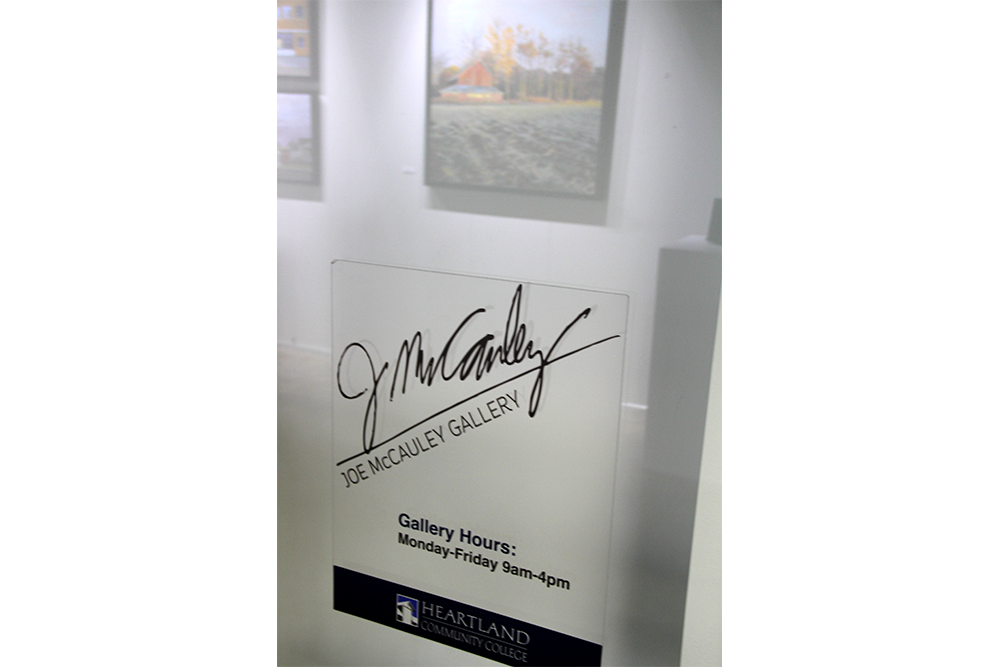 J McCauley
JOE McCAULEY GALLERY
Gallery Hours:
Monday-Friday 9am-4pm
HEARTLAND
COMMUNITY COLLEGE